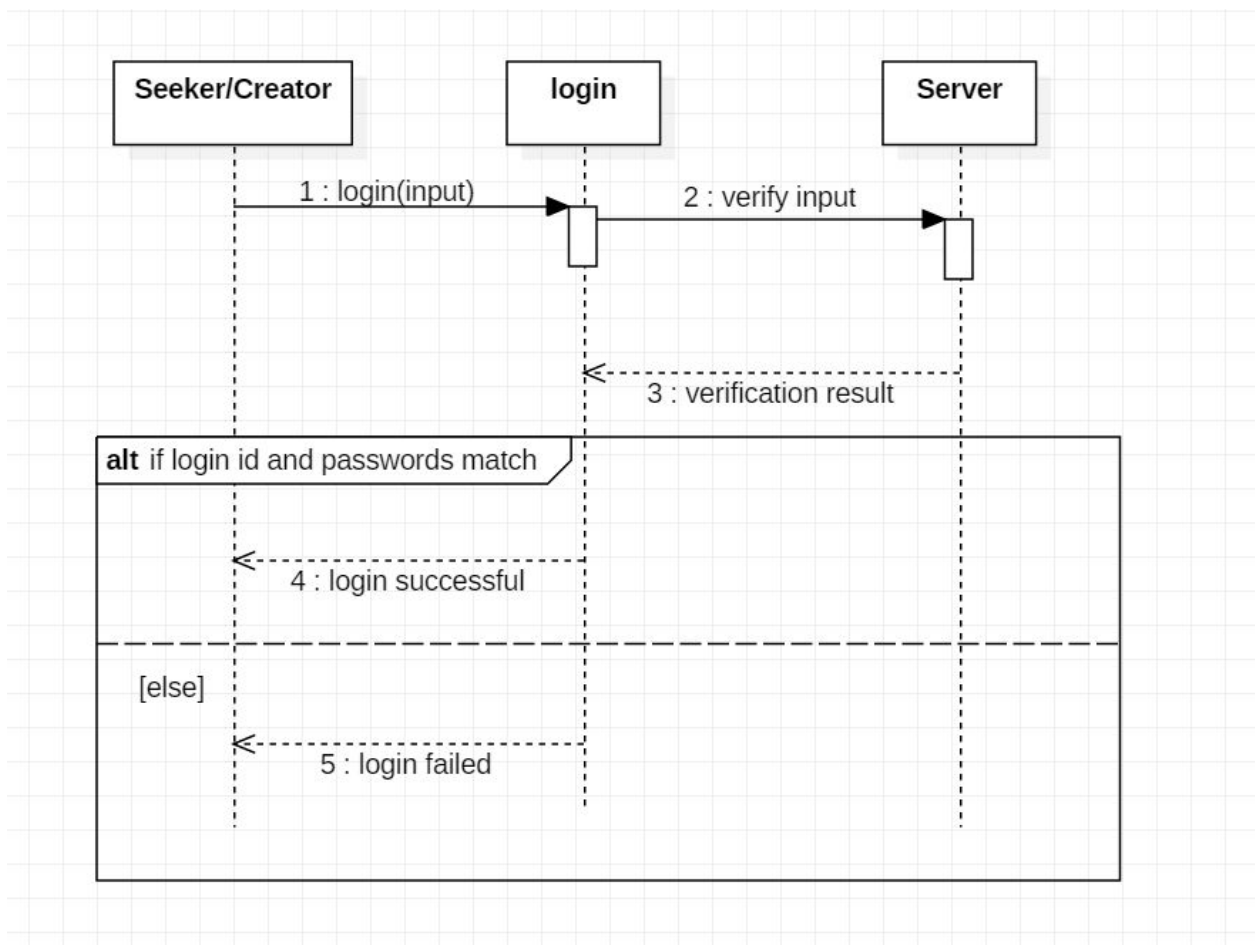 Seeker/Creator
login
Server
1 : login(input)
2 : verify input
3 : verification result
alt if login id and passwords match
4 : login successful
[else]
5 : login failed